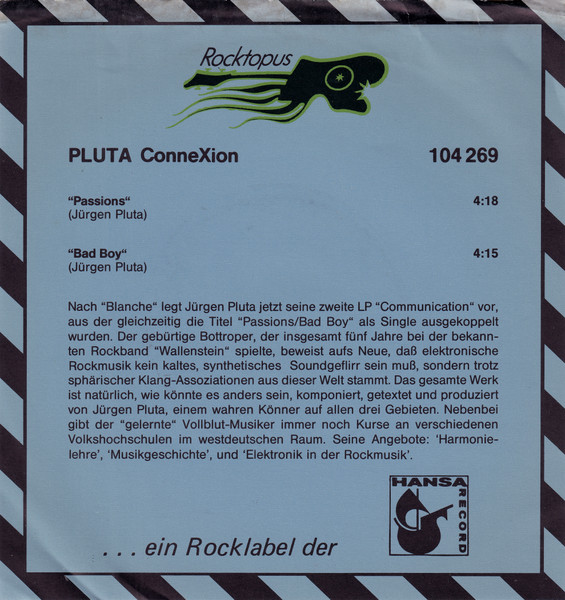 Rocktopus
PLUTA ConneXion 104 269
“Passions“ 4:18
(Jürgen Pluta)
“Bad Boy“ 4:15
(Jürgen Pluta)
Nach “Blanche“ legt Jürgen Pluta jetzt seine zweite LP “Communication“ vor,
aus der gleichzeitig die Titel “Passions/Bad Boy“ als Single ausgekoppelt
wurden. Der gebürtige Bottroper, der insgesamt fünf Jahre bei der bekann-
ten Rockband “Wallenstein“ spielte, beweist aufs Neue, daß elektronische
Rockmusik kein kaltes, synthetisches Soundgeflirr sein muß, sondern trotz
sphärischer Klang-Assoziationen aus dieser Welt stammt. Das gesamte Werk
ist natürlich, wie könnte es anders sein, komponiert, getextet und produziert
von Jürgen Pluta, einem wahren Könner auf allen drei Gebieten. Nebenbei
gibt der “gelernte“ Vollblut-Musiker immer noch Kurse an verschiedenen
Volkshochschulen im westdeutschen Raum. Seine Angebote: ‘Harmonie-
lehre‘, ‘Musikgeschichte‘, und ‘Elektronik in der Rockmusik‘.
HANSA
RECORD
... ein Rocklabel der